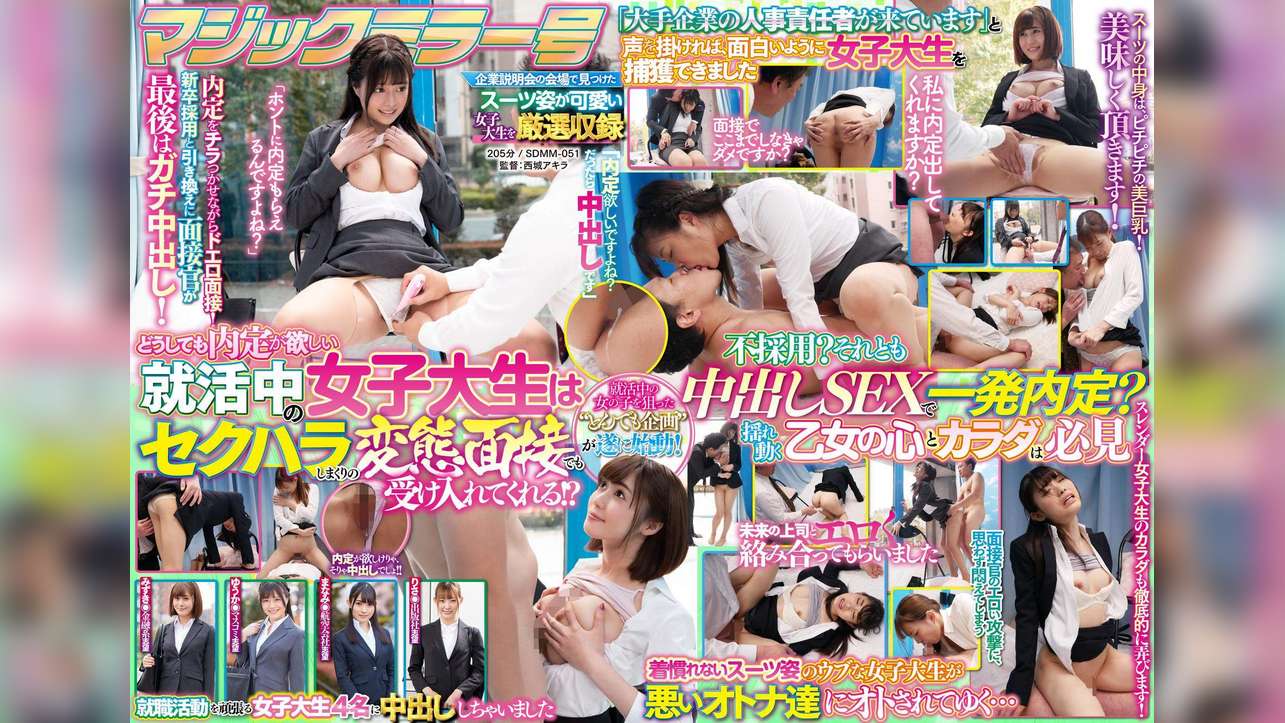 マジックミラー号
「大手企業の人事責任者が来ています」と
声を掛ければ、面白いように女子大生を
捕獲できました
企業説明会の会場で見つけた
スーツ姿が可愛い
女子大生を厳選収録
205分/SDMM-051
監督:西城アキラ
「ホントに内定もらえ
るんですよね?」
内定をチラつかせながらドエロ面接!
新卒採用と引き換えに面接官が
最後はガチ中出し!
「内定欲しいですよね?
だったら中出しです」
面接で
ここまでしなきゃ
ダメですか?
私に内定出して
くれますか?
スーツの中身は、ピチピチの美巨乳!
美味しく頂きます!
どうしても内定が欲しい
就活中の女子大生は
セクハラしまくりの変態面接でも
受け入れてくれる!?
就活中の
女の子を狙った
が遂に始動!
不採用?それとも
中出しSEXで一発内定?
揺れ動く乙女の心とカラダは必見
スレンダー女子大生のカラダも徹底的に弄びます!
未来の上司とエロく
絡み合ってもらいました
面接官のエロい攻撃に、
思わず悶えてしまう
内定が欲しけりゃ、
そりゃ中出しでしょ!!
みずき●金融系志望
ゆうか●マスコミ志望
まなみ●航空会社志望
りさ●出版社志望
就職活動を頑張る女子大生4名に中出ししちゃいました
着慣れないスーツ姿のウブな女子大生が
悪いオトナ達にオトされてゆく…